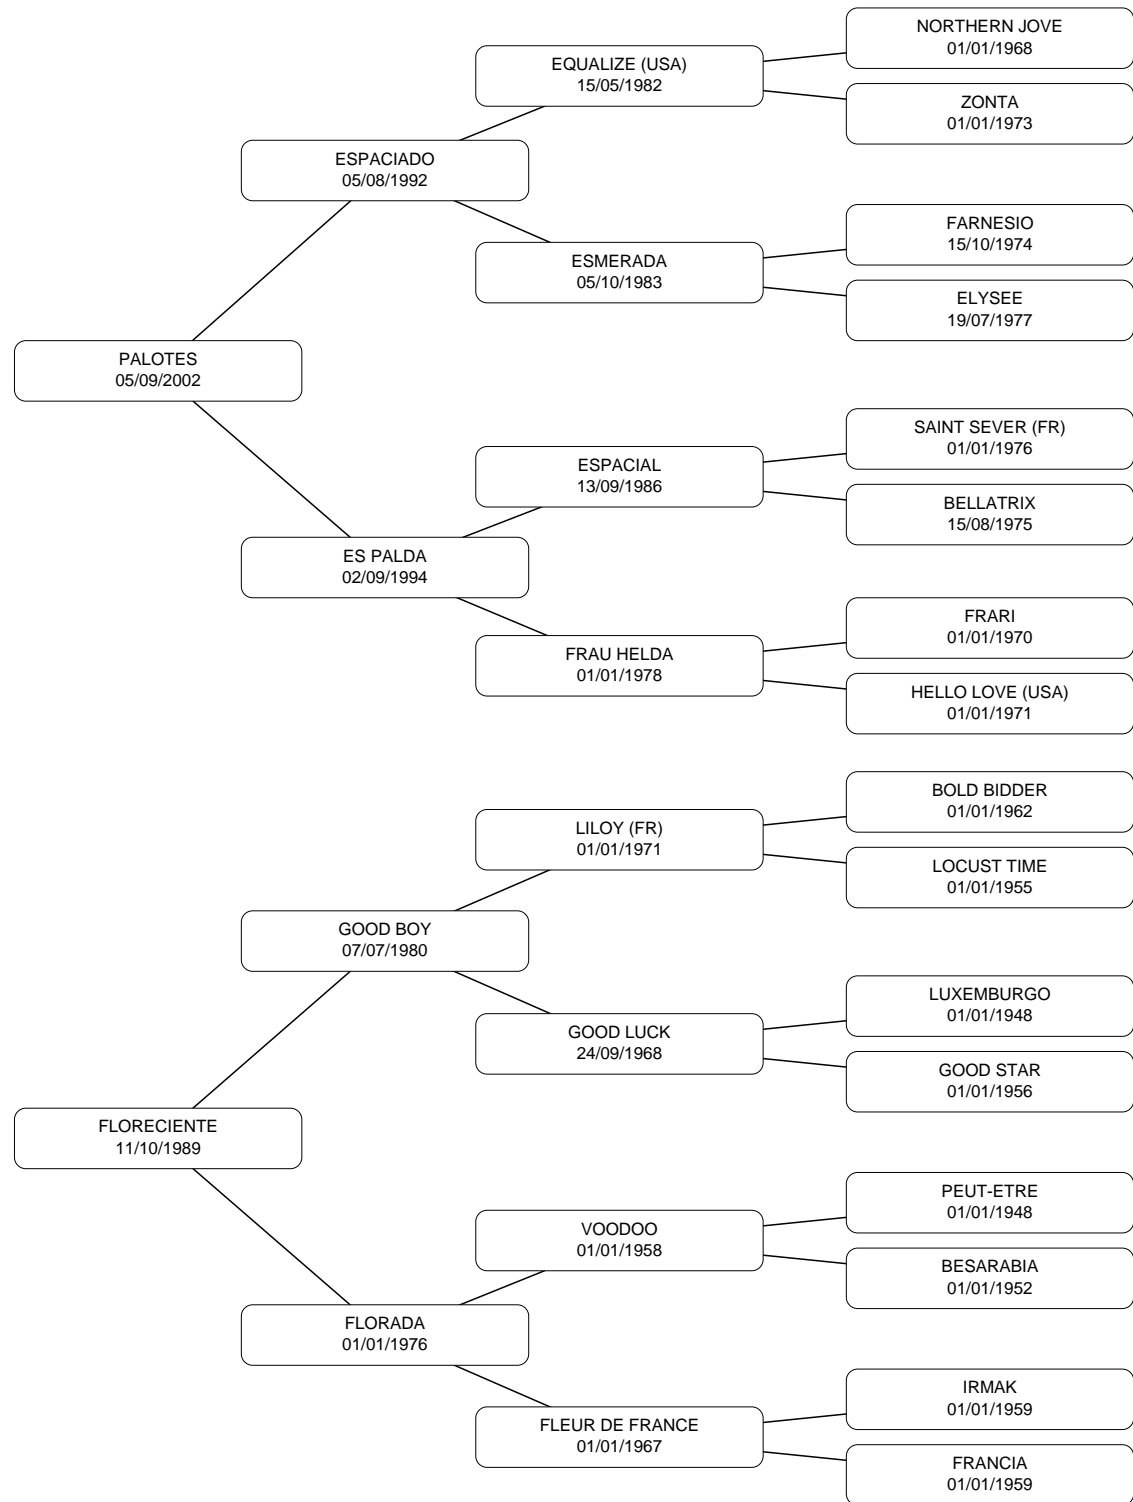 NORTHERN JOVE
01/01/1968
EQUALIZE (USA)
15/05/1982
ZONTA
01/01/1973
ESPACIADO
05/08/1992
FARNESIO
15/10/1974
ESMERADA
05/10/1983
ELYSEE
19/07/1977
PALOTES
05/09/2002
SAINT SEVER (FR)
01/01/1976
ESPACIAL
13/09/1986
BELLATRIX
15/08/1975
ES PALDA
02/09/1994
FRARI
01/01/1970
FRAU HELDA
01/01/1978
HELLO LOVE (USA)
01/01/1971
BOLD BIDDER
01/01/1962
LILOY (FR)
01/01/1971
LOCUST TIME
01/01/1955
GOOD BOY
07/07/1980
LUXEMBURGO
01/01/1948
GOOD LUCK
24/09/1968
GOOD STAR
01/01/1956
FLORECIENTE
11/10/1989
PEUT-ETRE
01/01/1948
VOODOO
01/01/1958
BESARABIA
01/01/1952
FLORADA
01/01/1976
IRMAK
01/01/1959
FLEUR DE FRANCE
01/01/1967
FRANCIA
01/01/1959